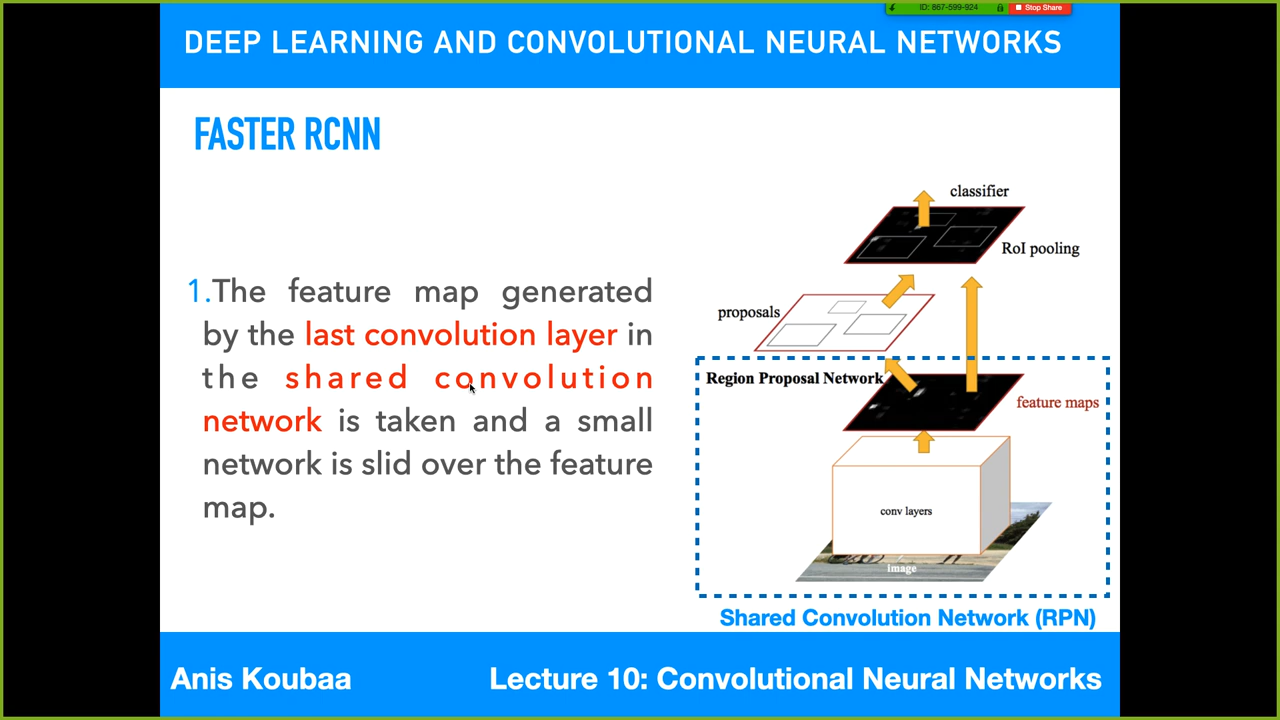 ID: 867-599-924
Stop Share
DEEP LEARNING AND CONVOLUTIONAL NEURAL NETWORKS
FASTER RCNN
1.The feature map generated
by the last convolution layer in
the shared convolution
network is taken and a small
network is slid over the feature
map.
classifier
RoI pooling
proposals
Region Proposal Network
feature maps
conv layers
image
Shared Convolution Network (RPN)
Anis Koubaa
Lecture 10: Convolutional Neural Networks